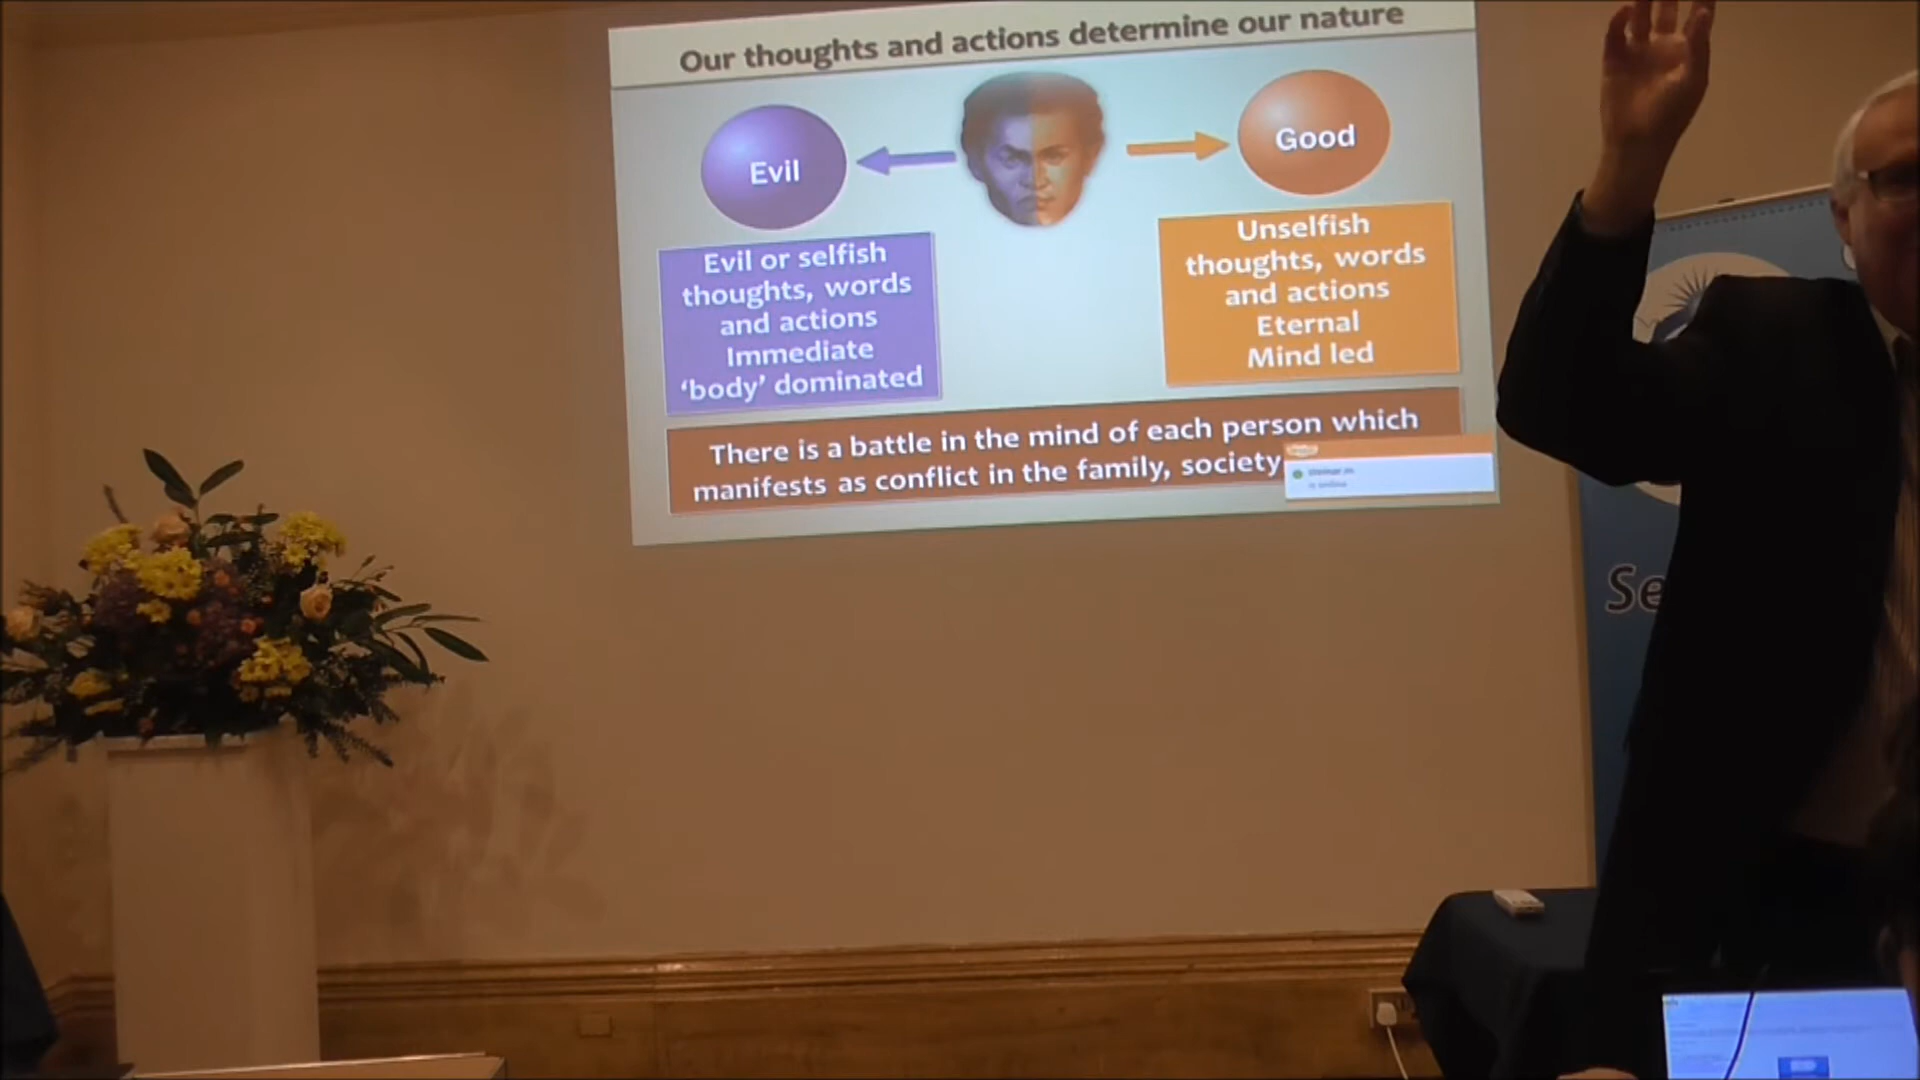 Our thoughts and actions determine our nature
Evil
Good
Evil or selfish
thoughts, words
and actions
Immediate
‘body’ dominated
Unselfish
thoughts, words
and actions
Eternal
Mind led
There is a battle in the mind of each person which
manifests as conflict in the family, society
Se